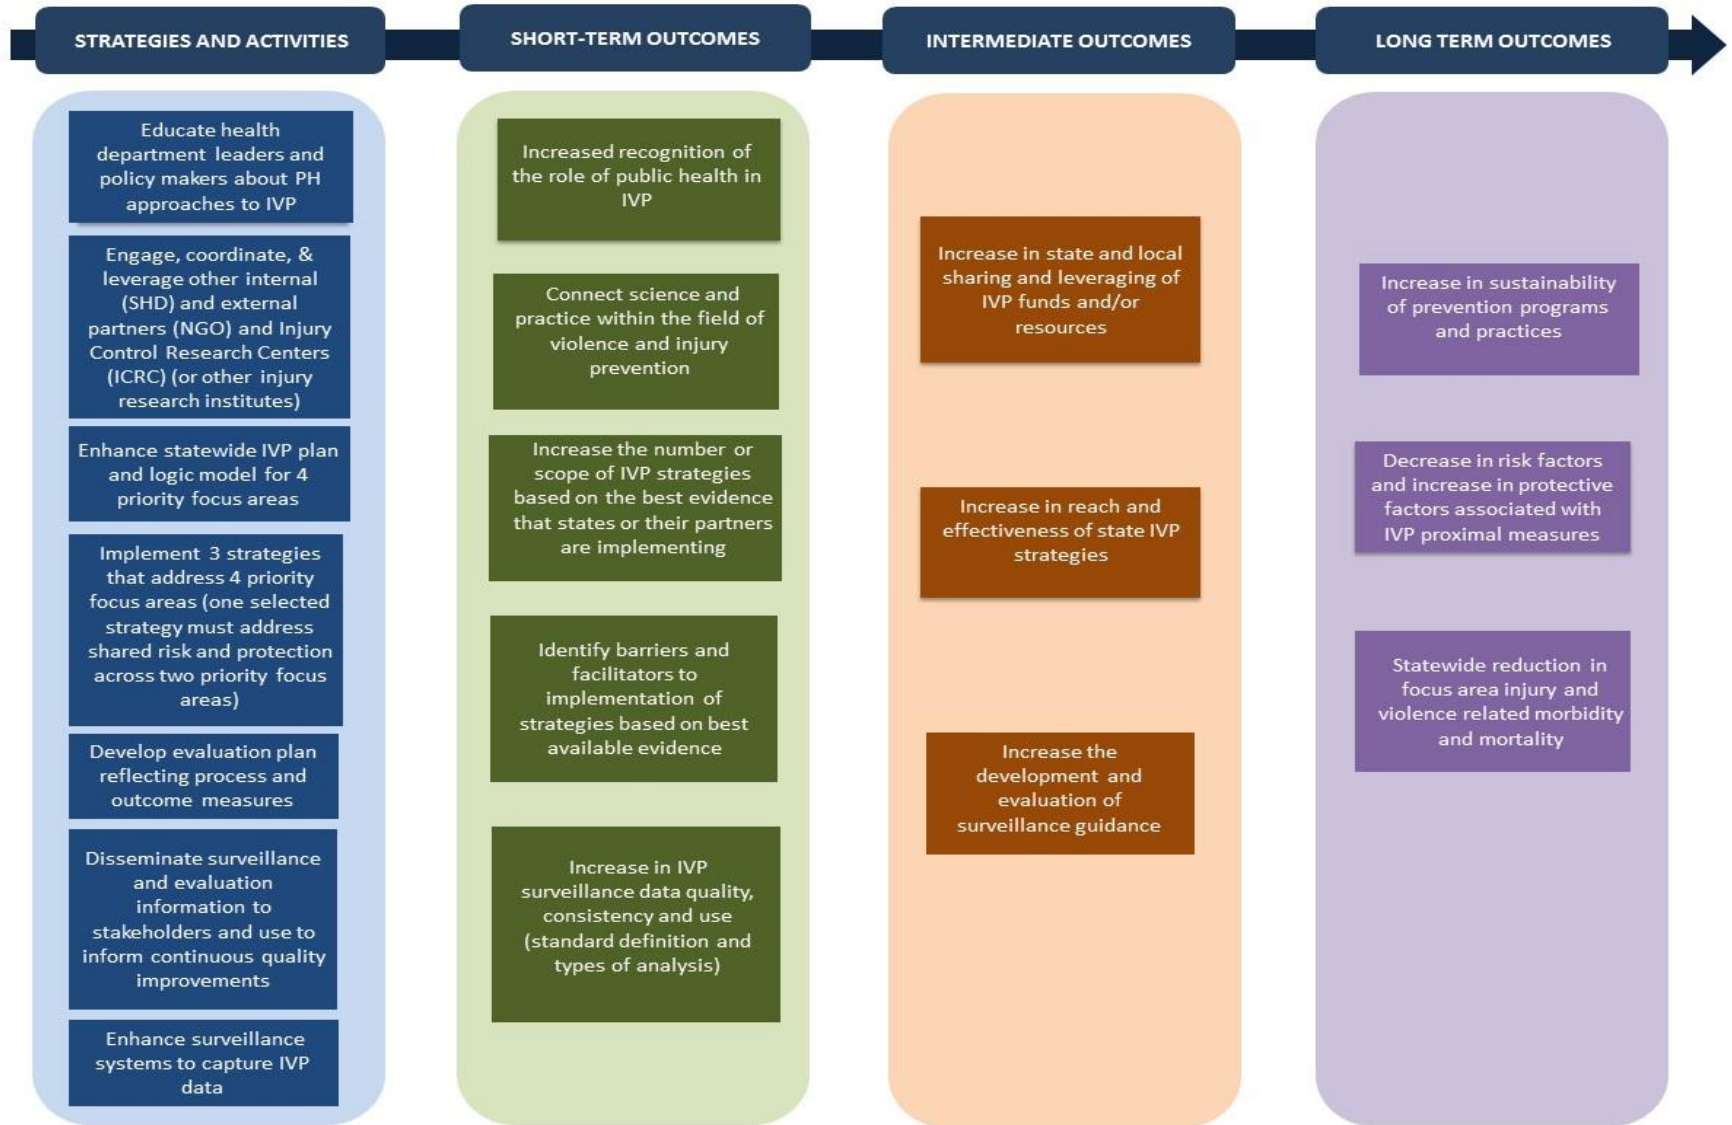 STRATEGIES AND ACTIVITIES
SHORT-TERM OUTCOMES
INTERMEDIATE OUTCOMES
LONG TERM OUTCOMES
Educate health
department leaders and
policy makers about PH
approaches to IVP
Engage, coordinate, &
leverage other internal
(SHD) and external
partners (NGO) and Injury
Control Research Centers
(ICRC) (or other injury
research institutes)
Enhance statewide IVP plan
and logic model for 4
priority focus areas
Implement 3 strategies
that address 4 priority
focus areas (one selected
strategy must address
shared risk and protection
across two priority focus
areas)
Develop evaluation plan
reflecting process and
outcome measures
Disseminate surveillance
and evaluation
information to
stakeholders and use to
inform continuous quality
improvements
Enhance surveillance
systems to capture IVP
data
Increased recognition of
the role of public health in
IVP
Connect science and
practice within the field of
violence and injury
prevention
Increase the number or
scope of IVP strategies
based on the best evidence
that states or their partners
are implementing
Identify barriers and
facilitators to
implementation of
strategies based on best
available evidence
Increase in IVP
surveillance data quality,
consistency and use
(standard definition and
types of analysis)
Increase in state and local
sharing and leveraging of
IVP funds and/or
resources
Increase in reach and
effectiveness of state IVP
strategies
Increase the
development and
evaluation of
surveillance guidance
Increase in sustainability
of prevention programs
and practices
Decrease in risk factors
and increase in protective
factors associated with
IVP proximal measures
Statewide reduction in
focus area injury and
violence related morbidity
and mortality